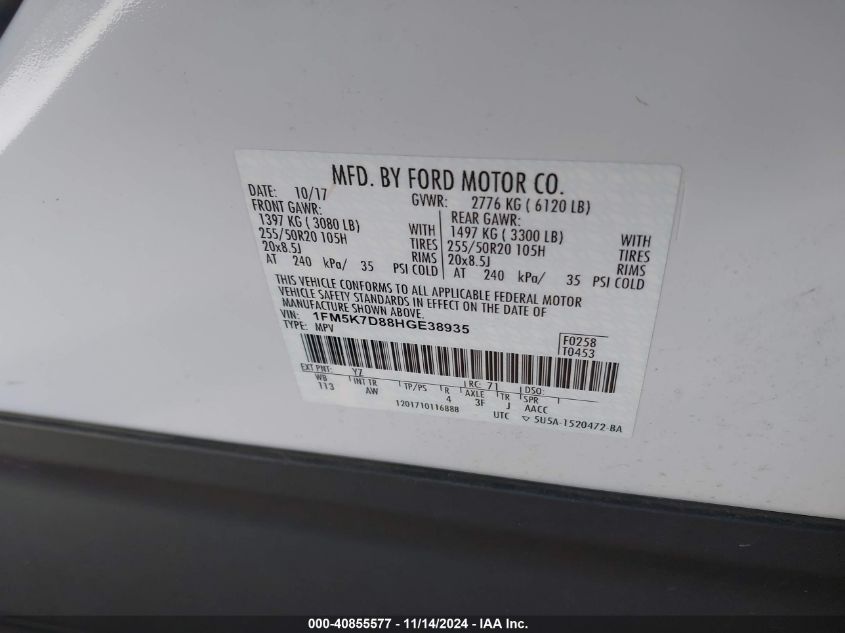 MFD. BY FORD MOTOR CO.
DATE: 10/17 GVWR: 2776 KG ( 6120 LB)
FRONT GAWR: REAR GAWR:
1397 KG ( 3080 LB) WITH 1497 KG ( 3300 LB) WITH
255/50R20 105H TIRES 255/50R20 105H TIRES
20x8.5J RIMS 20x8.5J RIMS
AT 240 kPa/ 35 PSI COLD AT 240 kPa/ 35 PSI COLD
THIS VEHICLE CONFORMS TO ALL APPLICABLE FEDERAL MOTOR
VEHICLE SAFETY STANDARDS IN EFFECT ON THE DATE OF
MANUFACTURE SHOWN ABOVE.
VIN: 1FM5K7D88HGE38935
TYPE: MPV
F0258
T0453
EXT PNT: YZ RC: 71 DSO:
WB INT TR TP/PS R AXLE TR SPR
113 AW 4 3F J AACC
1201710116888 UTC ▽ 5U5A-1520472-BA
000-40855577 - 11/14/2024 - IAA Inc.